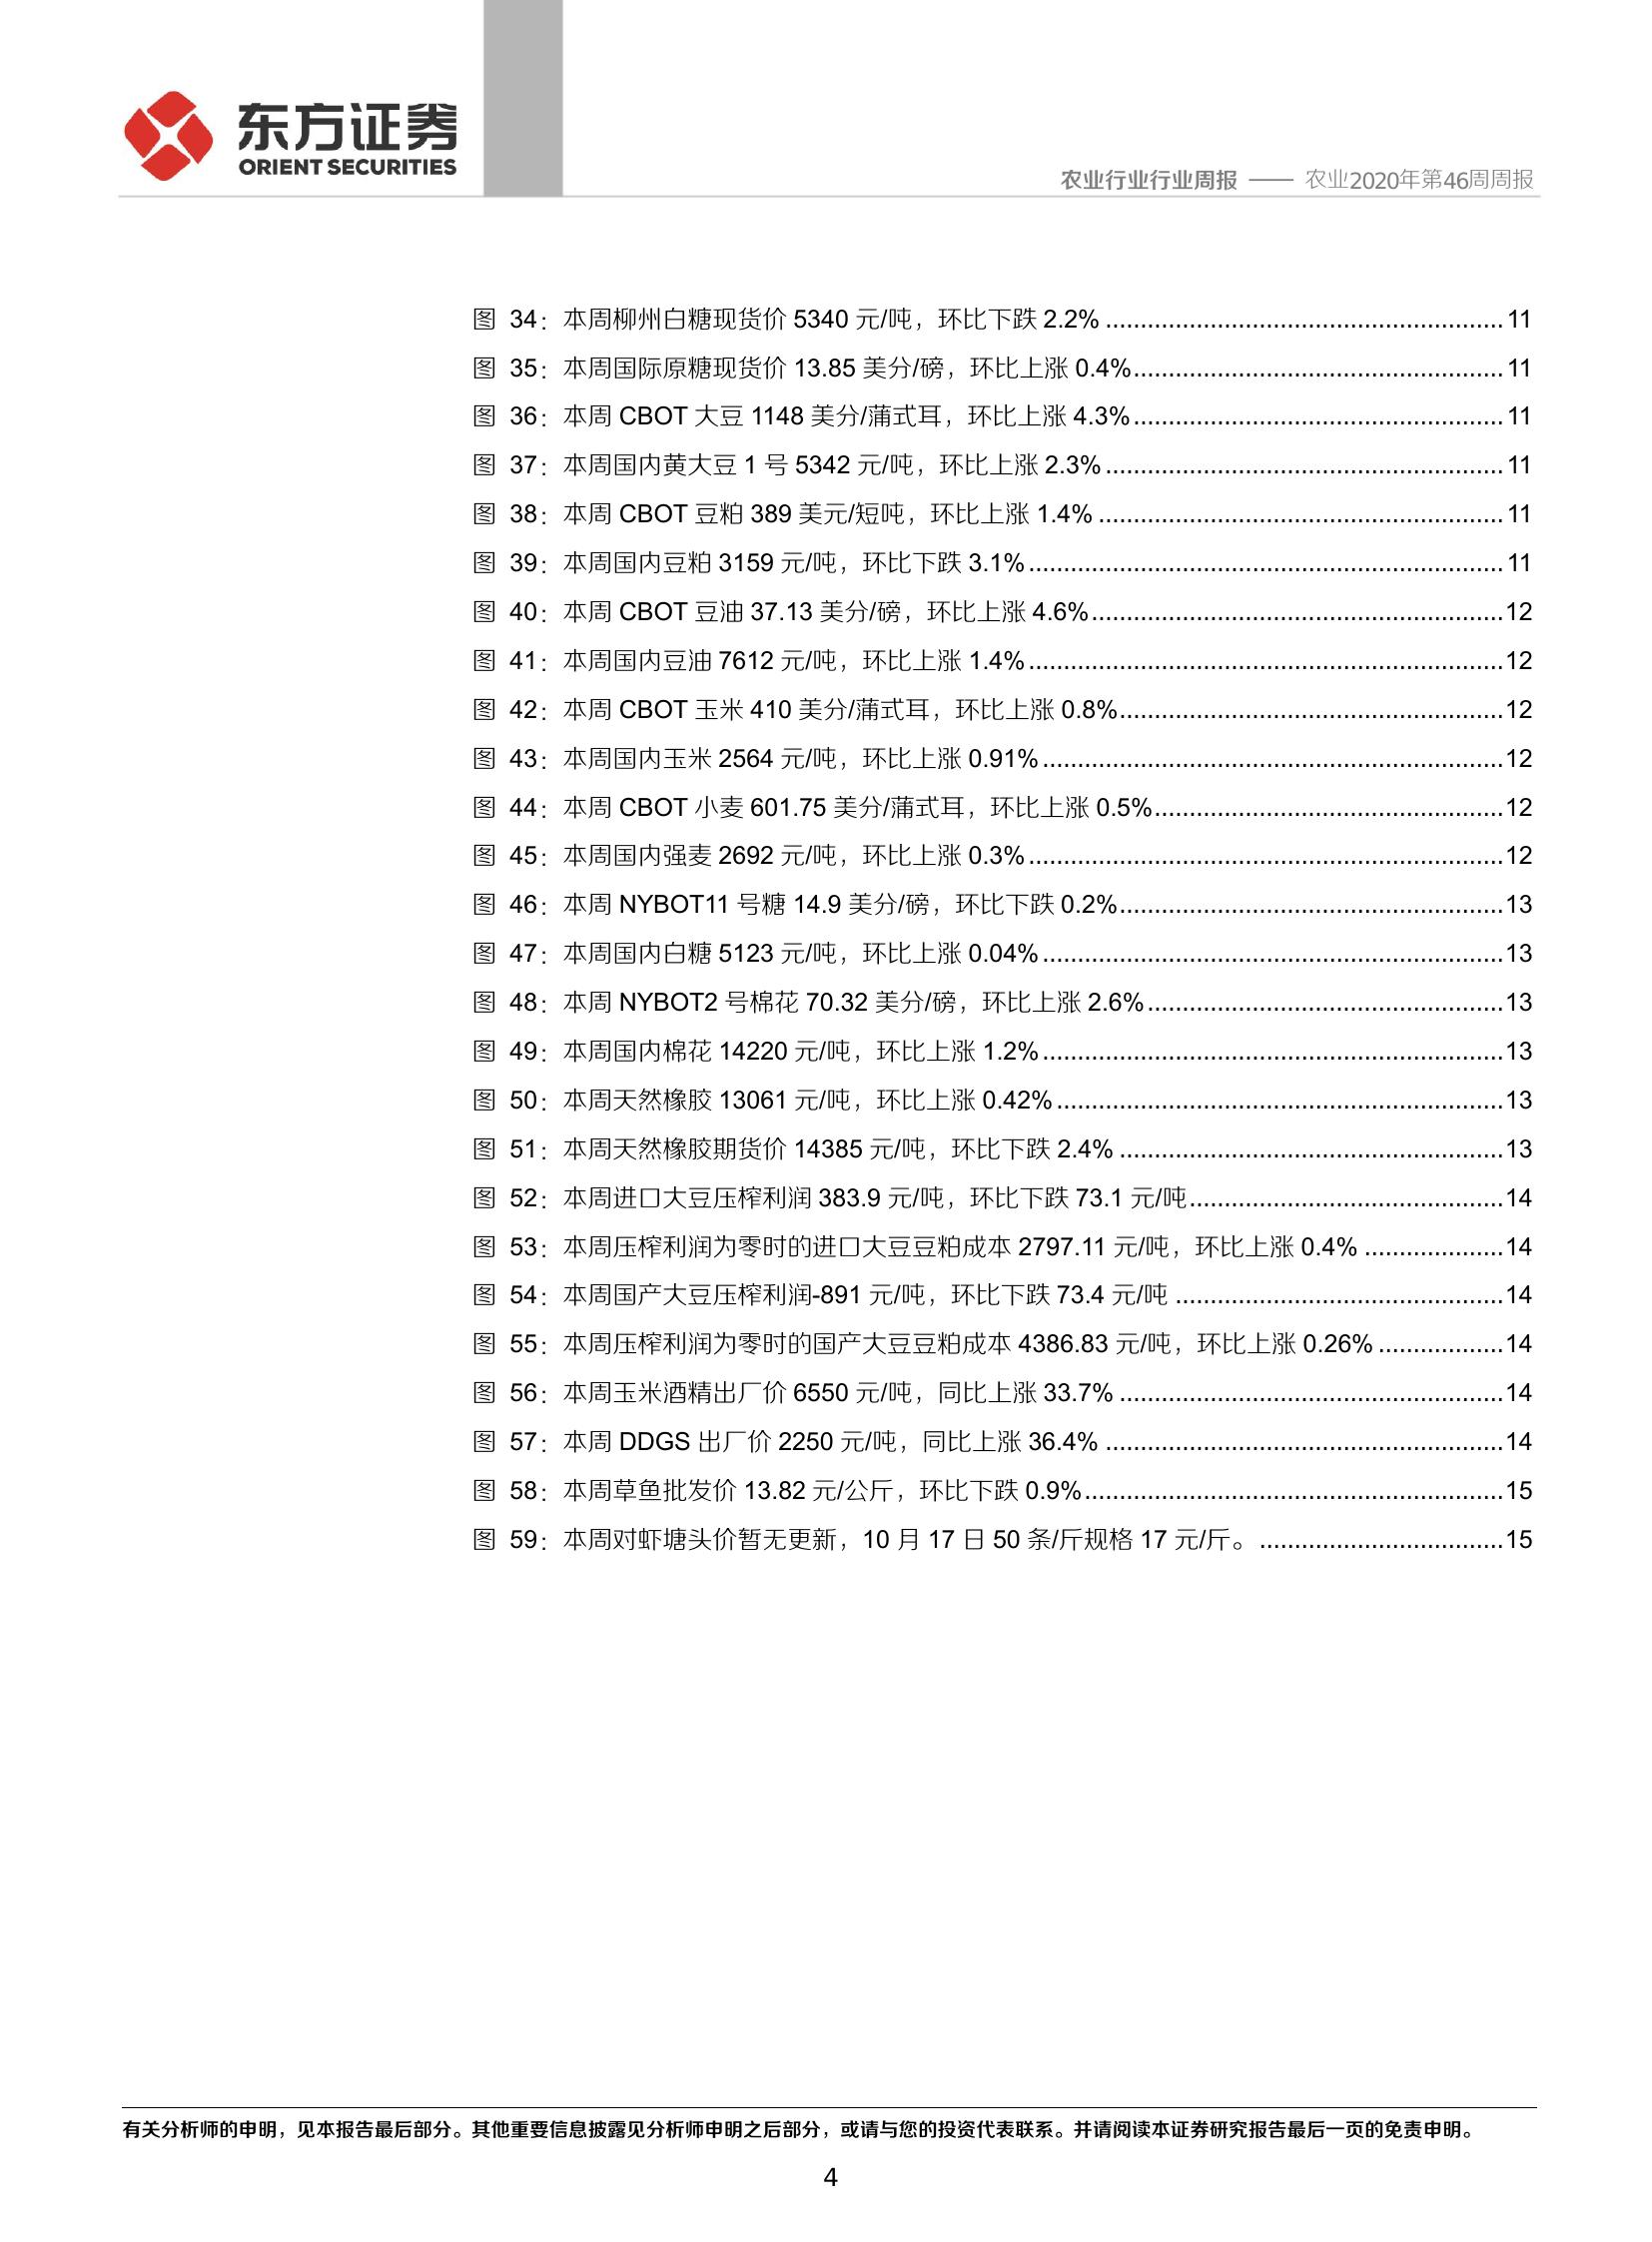 东方证券
ORIENT SECURITIES
农业行业行业周报 —— 农业2020年第46周周报
图 34：本周柳州白糖现货价 5340 元/吨，环比下跌 2.2% ........................................................ 11
图 35：本周国际原糖现货价 13.85 美分/磅，环比上涨 0.4%.................................................... 11
图 36：本周 CBOT 大豆 1148 美分/蒲式耳，环比上涨 4.3%.................................................... 11
图 37：本周国内黄大豆 1 号 5342 元/吨，环比上涨 2.3% ........................................................ 11
图 38：本周 CBOT 豆粕 389 美元/短吨，环比上涨 1.4% ......................................................... 11
图 39：本周国内豆粕 3159 元/吨，环比下跌 3.1%................................................................... 11
图 40：本周 CBOT 豆油 37.13 美分/磅，环比上涨 4.6%.......................................................... 12
图 41：本周国内豆油 7612 元/吨，环比上涨 1.4% ................................................................... 12
图 42：本周 CBOT 玉米 410 美分/蒲式耳，环比上涨 0.8%...................................................... 12
图 43：本周国内玉米 2564 元/吨，环比上涨 0.91% ................................................................. 12
图 44：本周 CBOT 小麦 601.75 美分/蒲式耳，环比上涨 0.5%................................................. 12
图 45：本周国内强麦 2692 元/吨，环比上涨 0.3% ................................................................... 12
图 46：本周 NYBOT11 号糖 14.9 美分/磅，环比下跌 0.2%...................................................... 13
图 47：本周国内白糖 5123 元/吨，环比上涨 0.04% ................................................................. 13
图 48：本周 NYBOT2 号棉花 70.32 美分/磅，环比上涨 2.6% .................................................. 13
图 49：本周国内棉花 14220 元/吨，环比上涨 1.2% ................................................................. 13
图 50：本周天然橡胶 13061 元/吨，环比上涨 0.42% ............................................................... 13
图 51：本周天然橡胶期货价 14385 元/吨，环比下跌 2.4% ...................................................... 13
图 52：本周进口大豆压榨利润 383.9 元/吨，环比下跌 73.1 元/吨............................................ 14
图 53：本周压榨利润为零时的进口大豆豆粕成本 2797.11 元/吨，环比上涨 0.4% .................... 14
图 54：本周国产大豆压榨利润-891 元/吨，环比下跌 73.4 元/吨 .............................................. 14
图 55：本周压榨利润为零时的国产大豆豆粕成本 4386.83 元/吨，环比上涨 0.26% .................. 14
图 56：本周玉米酒精出厂价 6550 元/吨，同比上涨 33.7% ...................................................... 14
图 57：本周 DDGS 出厂价 2250 元/吨，同比上涨 36.4% ........................................................ 14
图 58：本周草鱼批发价 13.82 元/公斤，环比下跌 0.9%........................................................... 15
图 59：本周对虾塘头价暂无更新，10 月 17 日 50 条/斤规格 17 元/斤。 ................................... 15
有关分析师的申明，见本报告最后部分。其他重要信息披露见分析师申明之后部分，或请与您的投资代表联系。并请阅读本证券研究报告最后一页的免责申明。
4